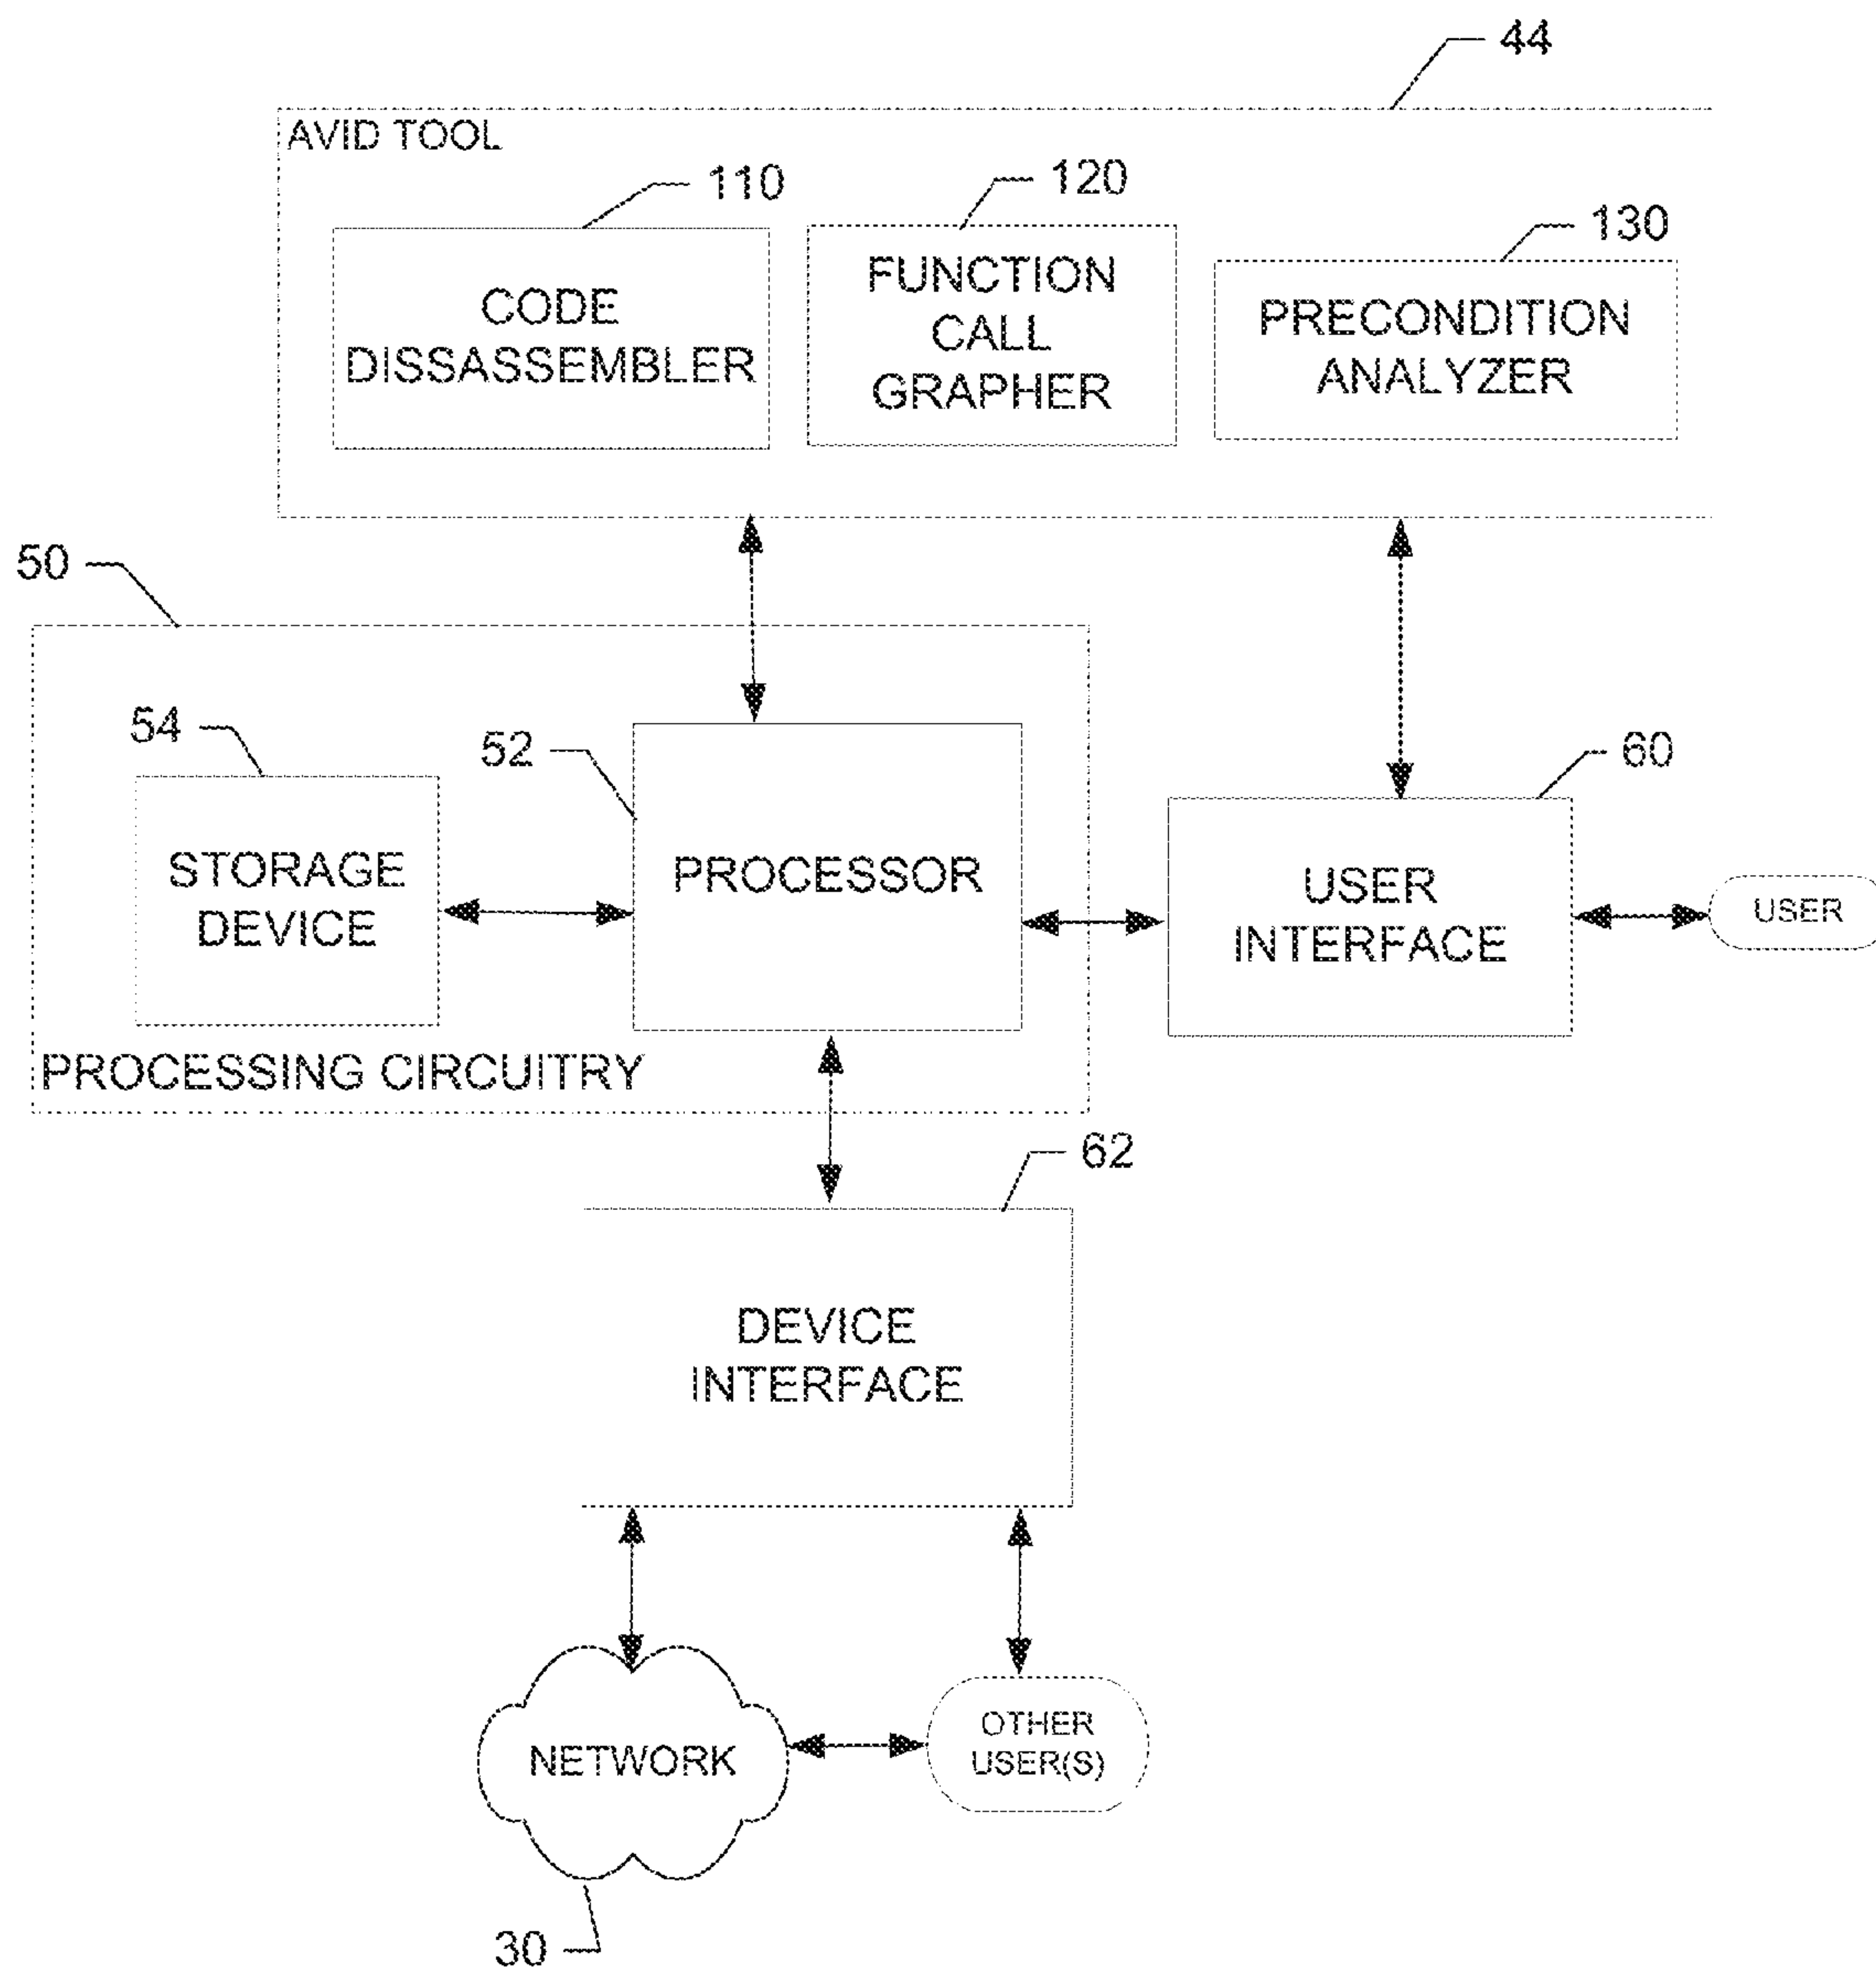 44
AVID TOOL
110
120
130
CODE
DISSASSEMBLER
FUNCTION
CALL
GRAPHER
PRECONDITION
ANALYZER
50
54
52
60
STORAGE
DEVICE
PROCESSOR
USER
INTERFACE
USER
PROCESSING CIRCUITRY
62
DEVICE
INTERFACE
NETWORK
OTHER
USER(S)
30